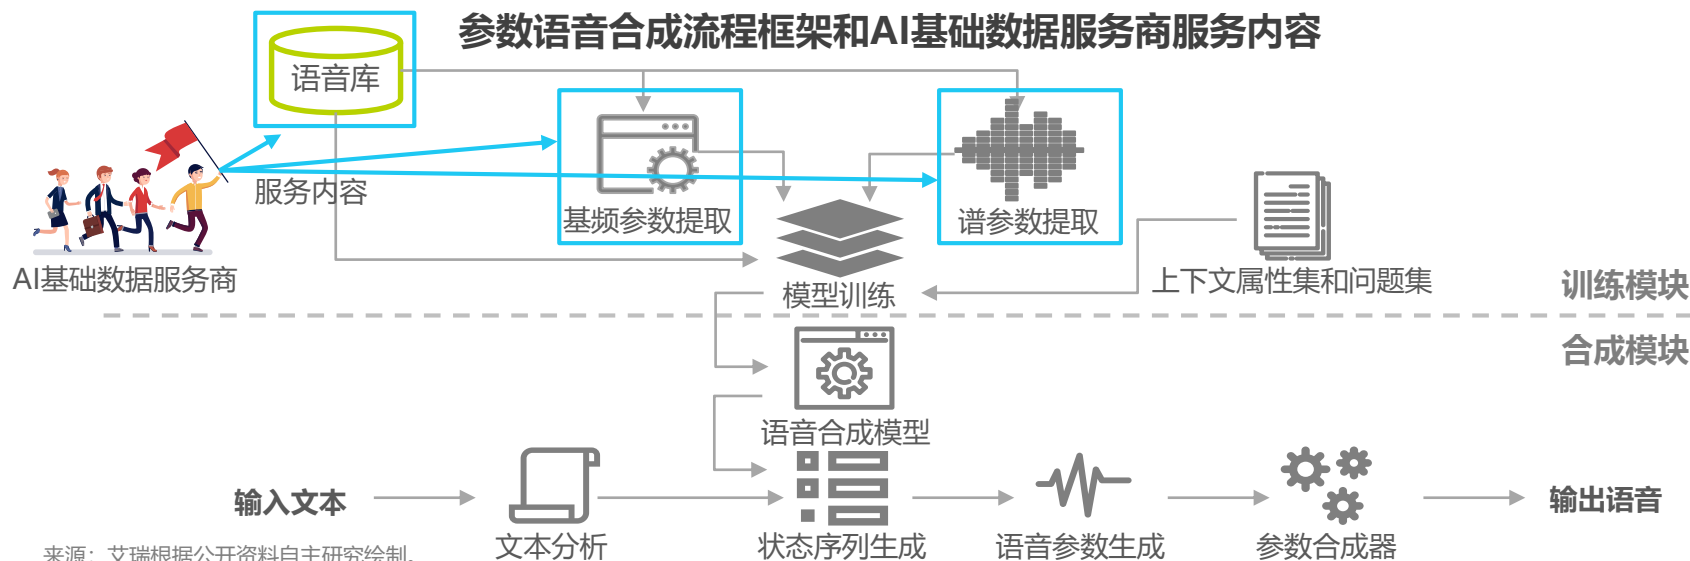 参数语音合成流程框架和AI基础数据服务商服务内容
语音库
服务内容
基频参数提取
谱参数提取
AI基础数据服务商
模型训练
上下文属性集和问题集
训练模块
合成模块
语音合成模型
输入文本
输出语音
文本分析
状态序列生成
语音参数生成
参数合成器
来源：艾瑞根据公开资料自主研究绘制。